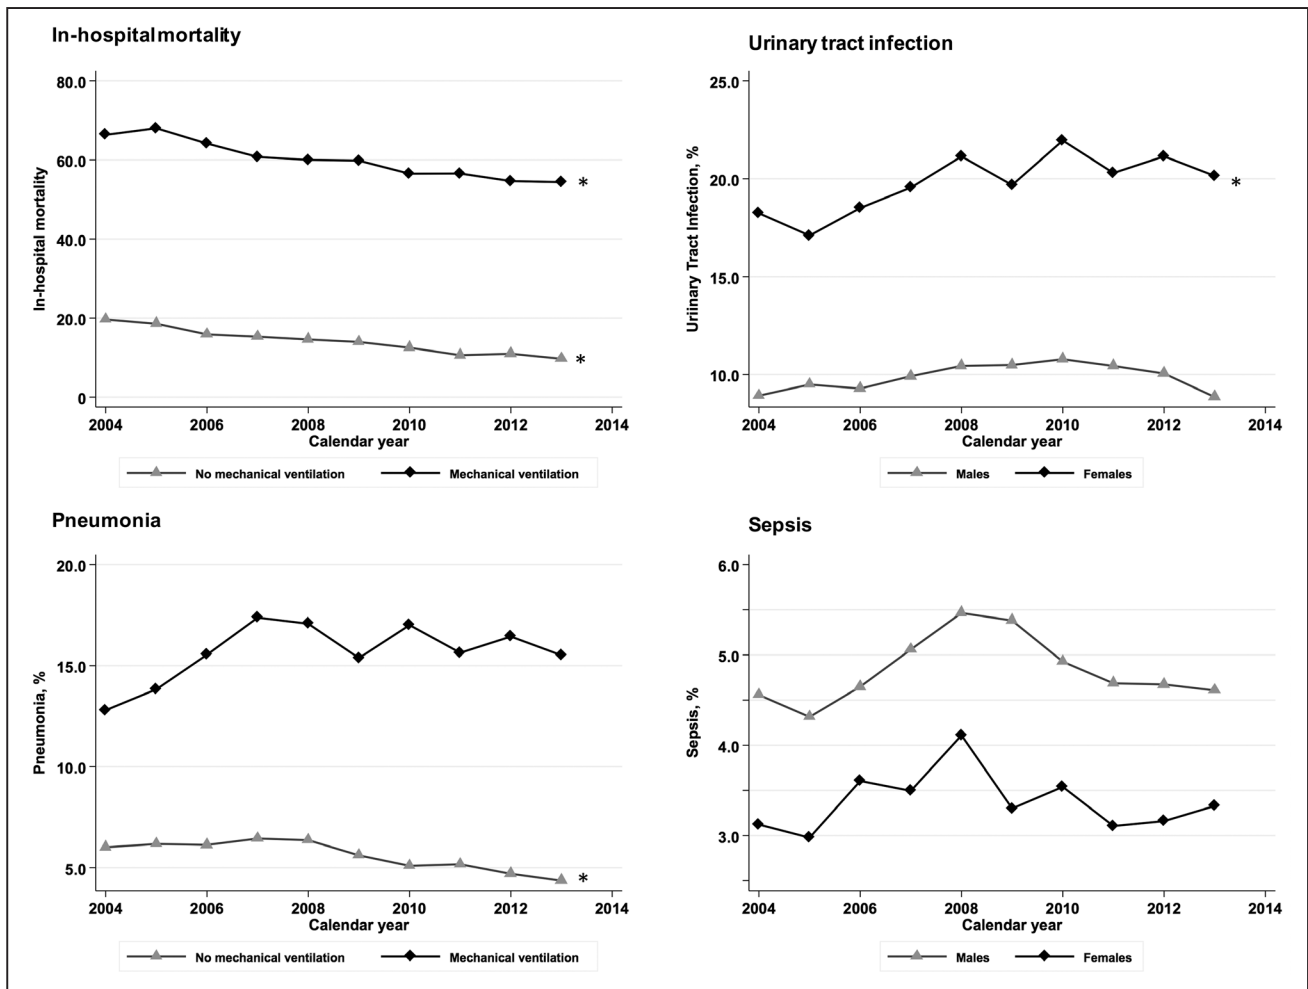 In-hospitalmortality
80.0
60.0
40.0
20.0
0
In-hospital mortality
2004 2006 2008 2010 2012 2014
Calendar year
*
*
No mechanical ventilation Mechanical ventilation
Urinary tract infection
25.0
20.0
15.0
10.0
Uriinary Tract Infection, %
2004 2006 2008 2010 2012 2014
Calendar year
*
Males Females
Pneumonia
20.0
15.0
10.0
5.0
Pneumonia, %
2004 2006 2008 2010 2012 2014
Calendar year
*
No mechanical ventilation Mechanical ventilation
Sepsis
6.0
5.0
4.0
3.0
Sepsis, %
2004 2006 2008 2010 2012 2014
Calendar year
Males Females